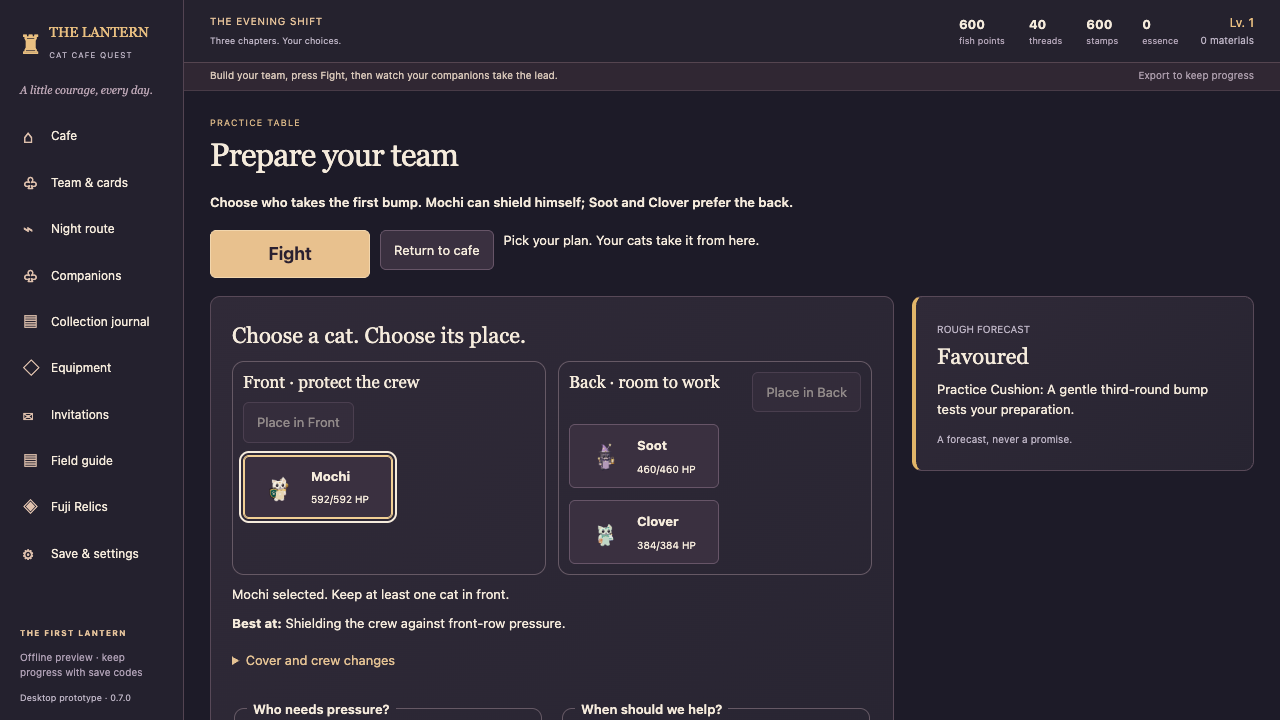 THE LANTERN
CAT CAFE QUEST
A little courage, every day.
Cafe
Team & cards
Night route
Companions
Collection journal
Equipment
Invitations
Field guide
Fuji Relics
Save & settings
THE FIRST LANTERN
Offline preview · keep
progress with save codes
Desktop prototype · 0.7.0
THE EVENING SHIFT
Three chapters. Your choices.
600
fish points
40
threads
600
stamps
0
essence
Lv. 1
0 materials
Build your team, press Fight, then watch your companions take the lead.
Export to keep progress
PRACTICE TABLE
Prepare your team
Choose who takes the first bump. Mochi can shield himself; Soot and Clover prefer the back.
Fight
Return to cafe
Pick your plan. Your cats take it from here.
Choose a cat. Choose its place.
Front · protect the crew
Place in Front
Mochi
592/592 HP
Back · room to work
Place in Back
Soot
460/460 HP
Clover
384/384 HP
Mochi selected. Keep at least one cat in front.
Best at: Shielding the crew against front-row pressure.
Cover and crew changes
Who needs pressure?
When should we help?
ROUGH FORECAST
Favoured
Practice Cushion: A gentle third-round bump
tests your preparation.
A forecast, never a promise.